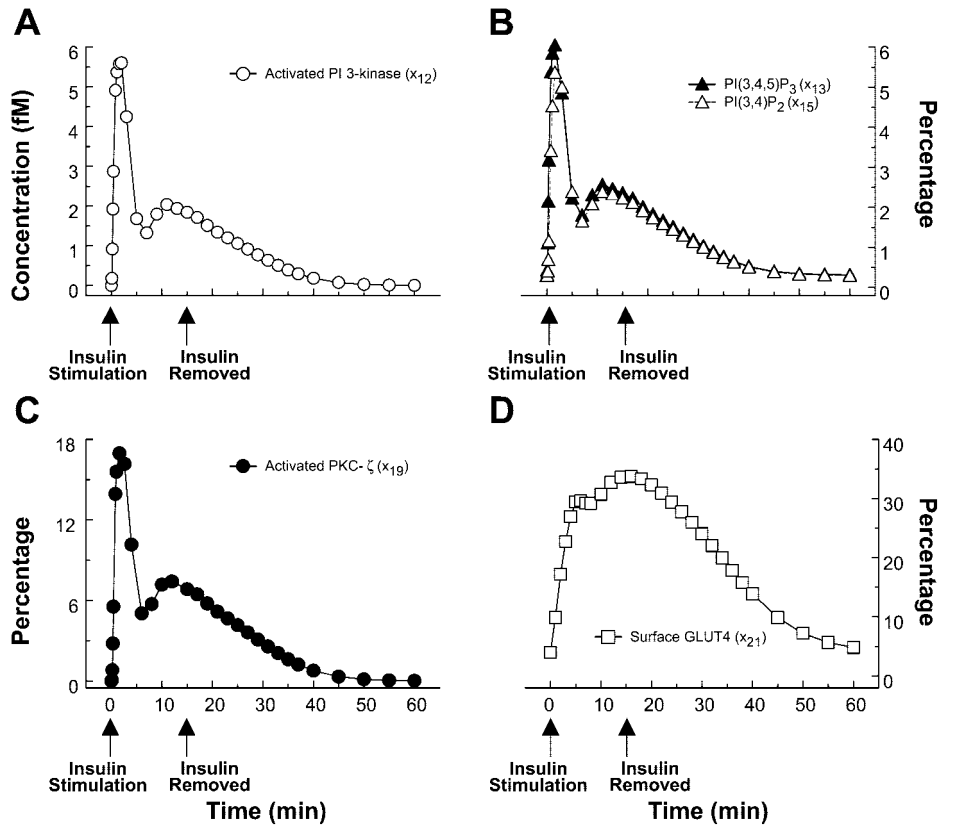 A
Concentration (fM)
6
5
4
3
2
1
0
Activated PI 3-kinase (x12)
Insulin
Stimulation
Insulin
Removed
B
PI(3,4,5)P3 (x13)
PI(3,4)P2 (x15)
6
5
4
3
2
1
0
Percentage
Insulin
Stimulation
Insulin
Removed
C
Percentage
18
12
6
0
Activated PKC- ζ (x19)
0 10 20 30 40 50 60
Insulin
Stimulation
Insulin
Removed
Time (min)
D
Surface GLUT4 (x21)
40
30
20
10
0
Percentage
0 10 20 30 40 50 60
Insulin
Stimulation
Insulin
Removed
Time (min)